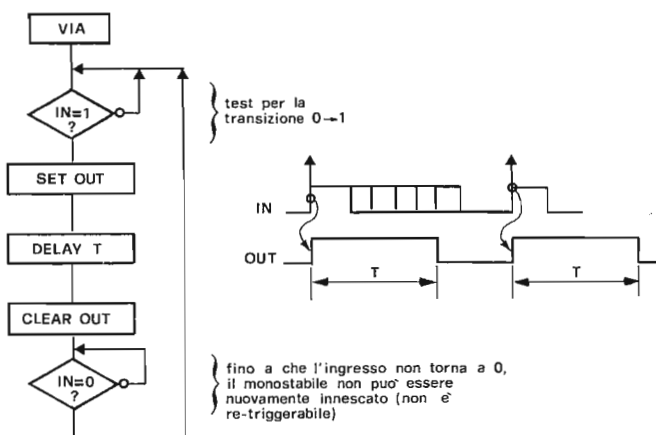 VIA
IN=1
?
test per la
transizione 0→1
SET OUT
DELAY T
CLEAR OUT
IN=0
?
IN
OUT
T
T
fino a che l'ingresso non torna a 0,
il monostabile non può essere
nuovamente innescato (non è
re-triggerabile)